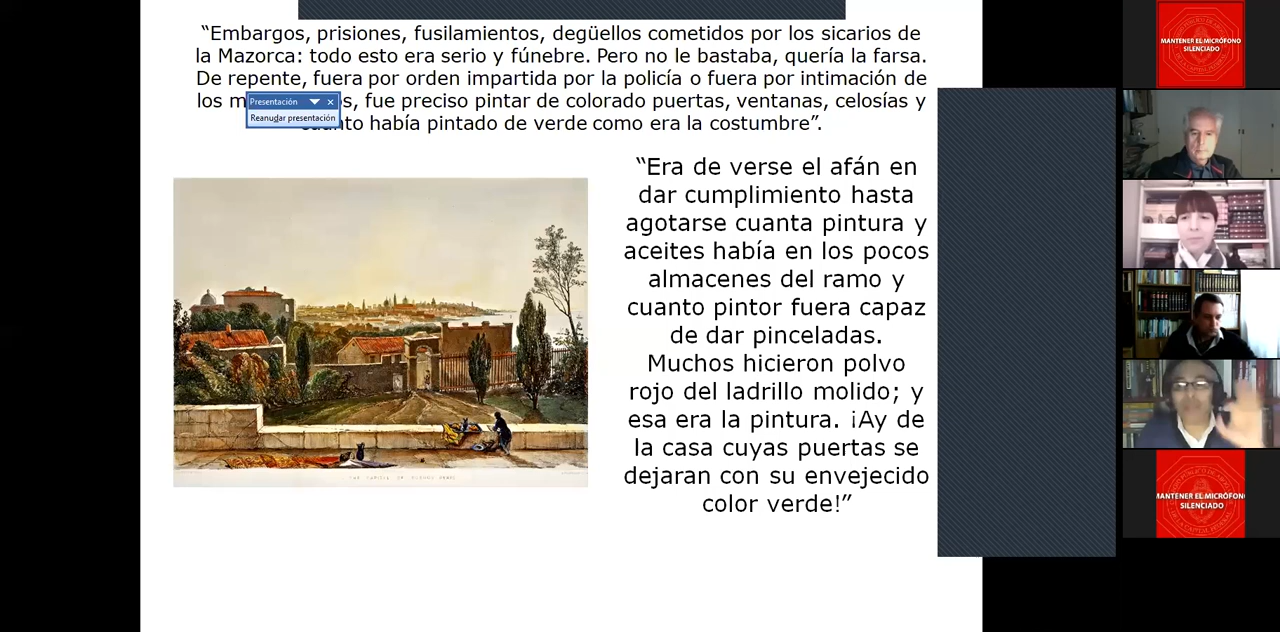 “Embargos, prisiones, fusilamientos, degüellos cometidos por los sicarios de
la Mazorca: todo esto era serio y fúnebre. Pero no le bastaba, quería la farsa.
De repente, fuera por orden impartida por la policía o fuera por intimación de
los fue preciso pintar de colorado puertas, ventanas, celosías y
Presentación
Reanudar presentación
había pintado de verde como era la costumbre”.
“Era de verse el afán en
dar cumplimiento hasta
agotarse cuanta pintura y
aceites había en los pocos
almacenes del ramo y
cuanto pintor fuera capaz
de dar pinceladas.
Muchos hicieron polvo
rojo del ladrillo molido; y
esa era la pintura. ¡Ay de
la casa cuyas puertas se
dejaran con su envejecido
color verde!”
MANTENER EL MICRÓFONO
SILENCIADO
MANTENER EL MICRÓFONO
SILENCIADO